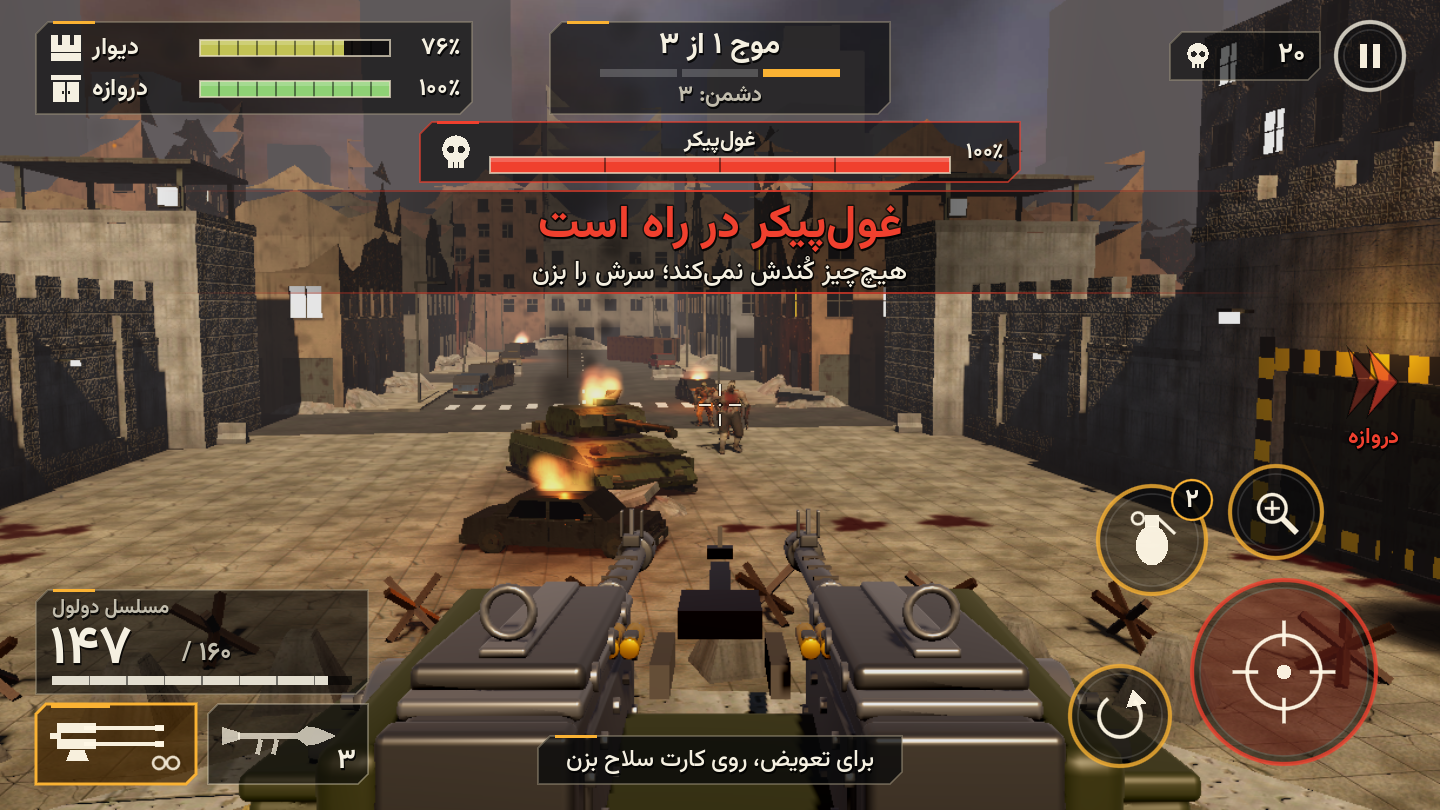 دیوار ۷۶٪
دروازه ۱۰۰٪
موج ۱ از ۳
دشمن: ۳
۲۰
غول‌پیکر
۱۰۰٪
غول‌پیکر در راه است
هیچ‌چیز کُندش نمی‌کند؛ سرش را بزن
دروازه
۲
مسلسل دولول
۱۴۷ / ۱۶۰
∞
۳
برای تعویض، روی کارت سلاح بزن